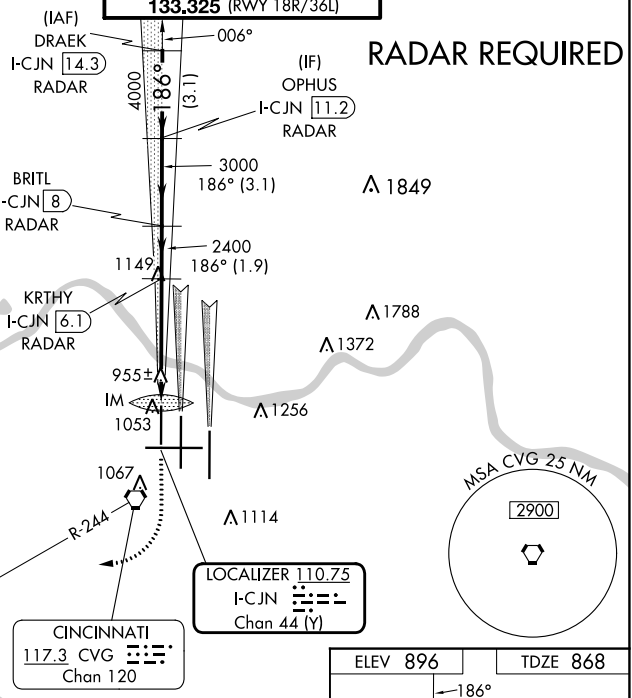 133.325 (RWY 18R/36L)
(IAF)
DRAEK
I-CJN 14.3
RADAR
006°
RADAR REQUIRED
4000
186°
(3.1)
(IF)
OPHUS
I-CJN 11.2
RADAR
3000
186° (3.1)
1849
BRITL
-CJN 8
RADAR
2400
186° (1.9)
1149
KRTHY
I-CJN 6.1
RADAR
1788
1372
955±
IM
1053
1256
1067
R-244
1114
MSA CVG 25 NM
2900
LOCALIZER 110.75
I-CJN
Chan 44 (Y)
CINCINNATI
117.3 CVG
Chan 120
ELEV 896
TDZE 868
186°